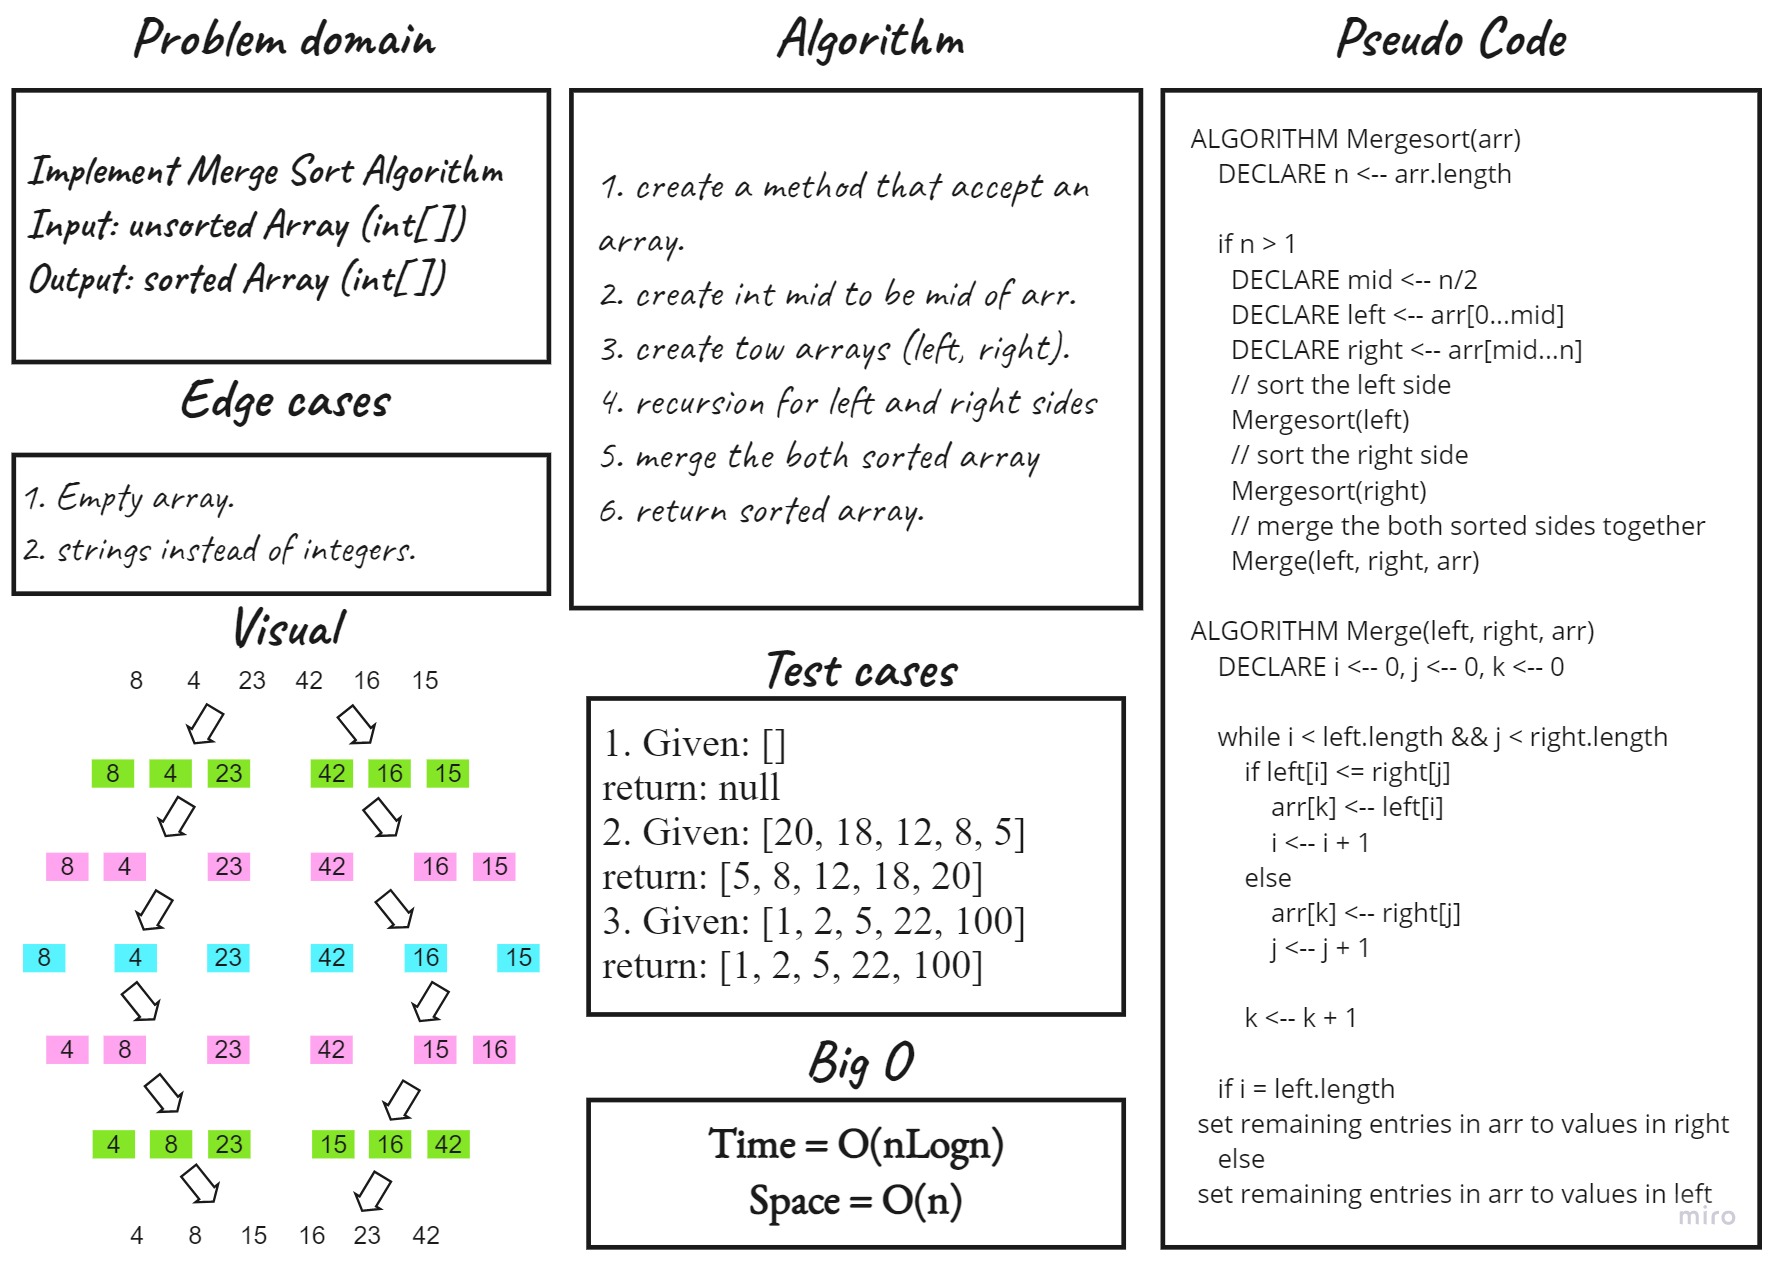 Problem domain
Implement Merge Sort Algorithm
Input: unsorted Array (int[])
Output: sorted Array (int[])
Edge cases
1. Empty array.
2. strings instead of integers.
Visual
8 4 23 42 16 15
8 4 23 42 16 15
8 4 23 42 16 15
8 4 23 42 16 15
4 8 23 42 15 16
4 8 23 15 16 42
4 8 15 16 23 42
Algorithm
1. create a method that accept an
array.
2. create int mid to be mid of arr.
3. create tow arrays (left, right).
4. recursion for left and right sides
5. merge the both sorted array
6. return sorted array.
Test cases
1. Given: []
return: null
2. Given: [20, 18, 12, 8, 5]
return: [5, 8, 12, 18, 20]
3. Given: [1, 2, 5, 22, 100]
return: [1, 2, 5, 22, 100]
Big O
Time = O(nLogn)
Space = O(n)
Pseudo Code
ALGORITHM Mergesort(arr)
DECLARE n <-- arr.length
if n > 1
DECLARE mid <-- n/2
DECLARE left <-- arr[0...mid]
DECLARE right <-- arr[mid...n]
// sort the left side
Mergesort(left)
// sort the right side
Mergesort(right)
// merge the both sorted sides together
Merge(left, right, arr)
ALGORITHM Merge(left, right, arr)
DECLARE i <-- 0, j <-- 0, k <-- 0
while i < left.length && j < right.length
if left[i] <= right[j]
arr[k] <-- left[i]
i <-- i + 1
else
arr[k] <-- right[j]
j <-- j + 1
k <-- k + 1
if i = left.length
set remaining entries in arr to values in right
else
set remaining entries in arr to values in left
miro